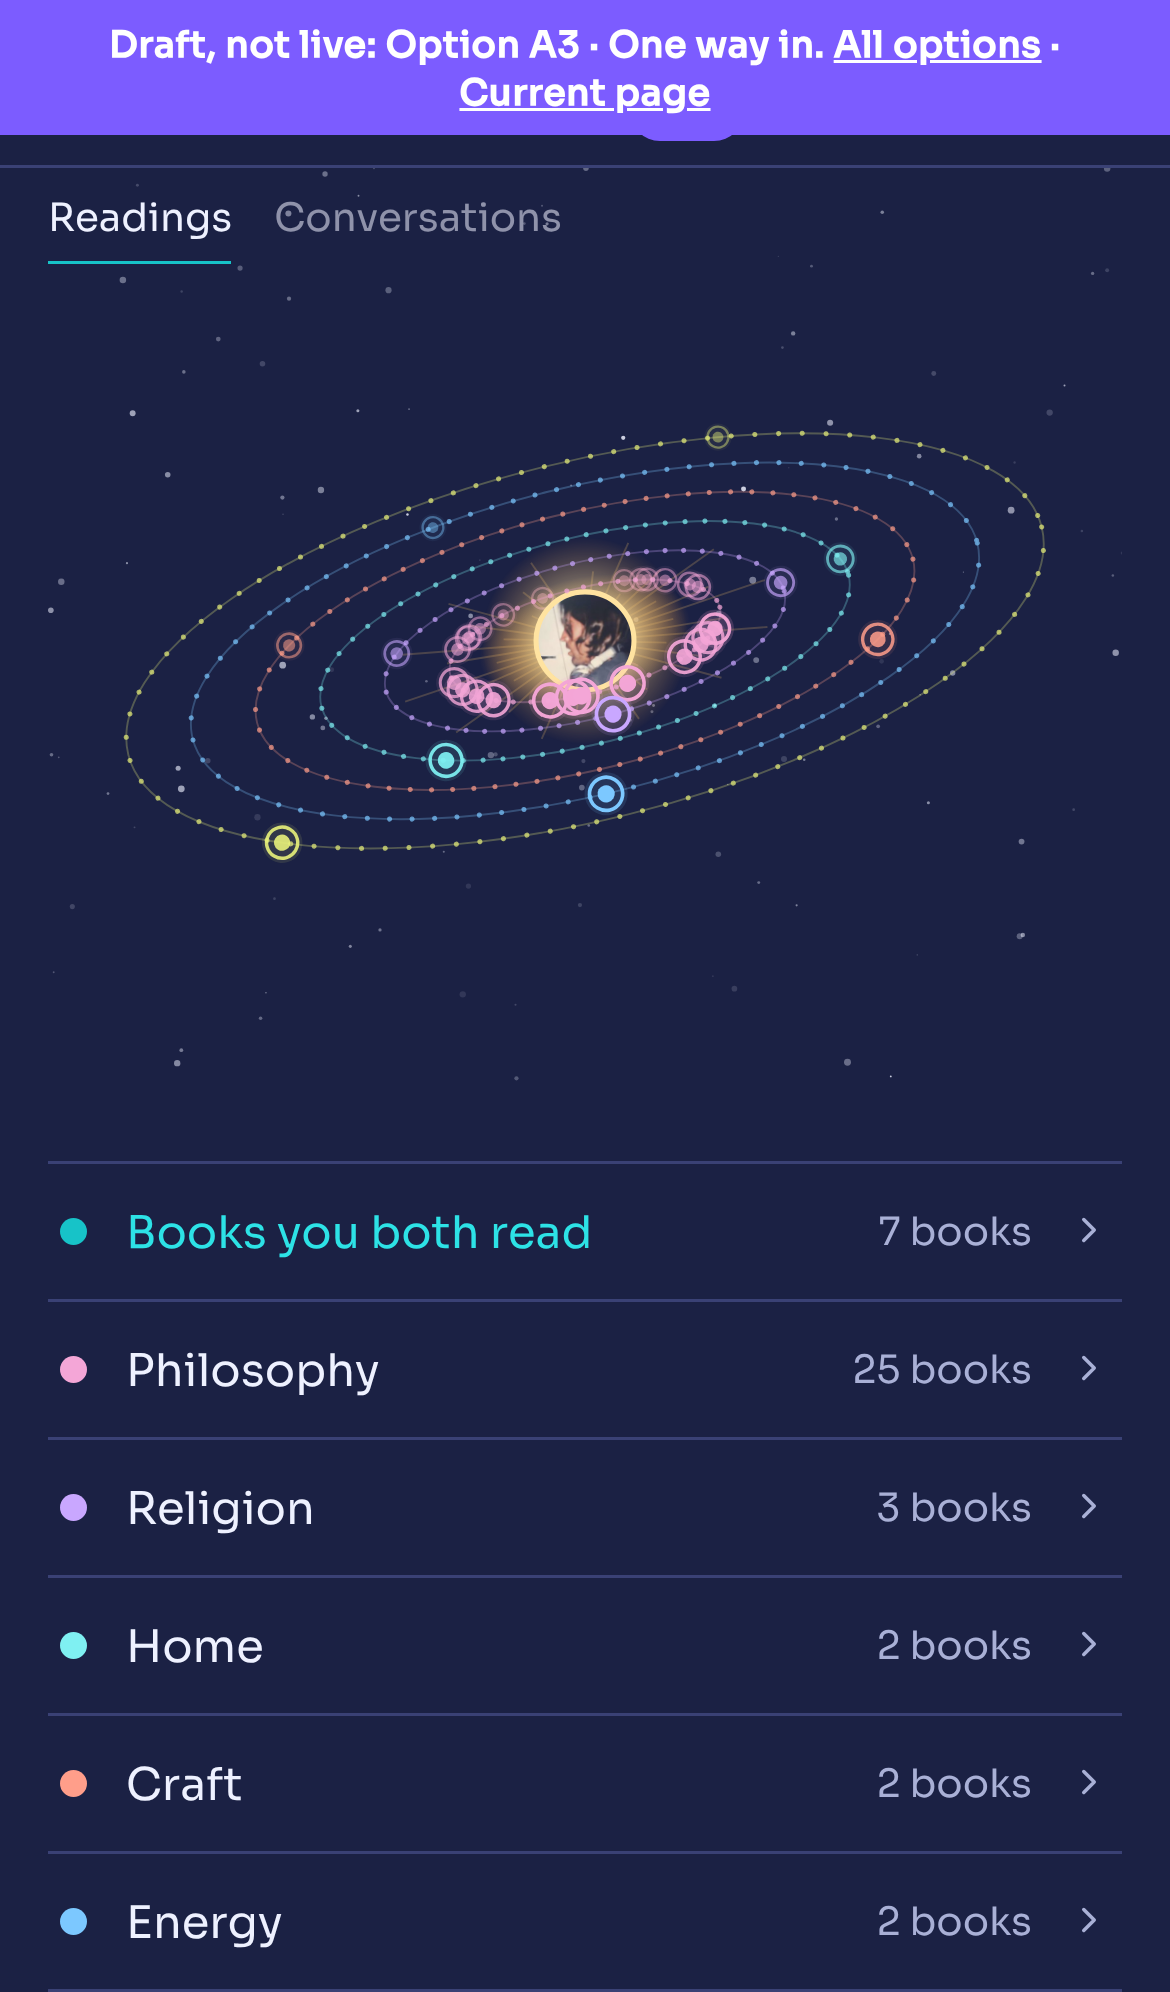 Draft, not live: Option A3 · One way in. All options ·
Current page
Readings
Conversations
Books you both read
7 books
Philosophy
25 books
Religion
3 books
Home
2 books
Craft
2 books
Energy
2 books